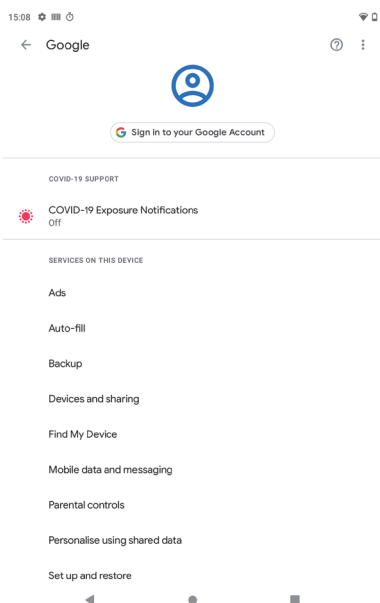 15:08
Google
Sign in to your Google Account
COVID-19 SUPPORT
COVID-19 Exposure Notifications
Off
SERVICES ON THIS DEVICE
Ads
Auto-fill
Backup
Devices and sharing
Find My Device
Mobile data and messaging
Parental controls
Personalise using shared data
Set up and restore